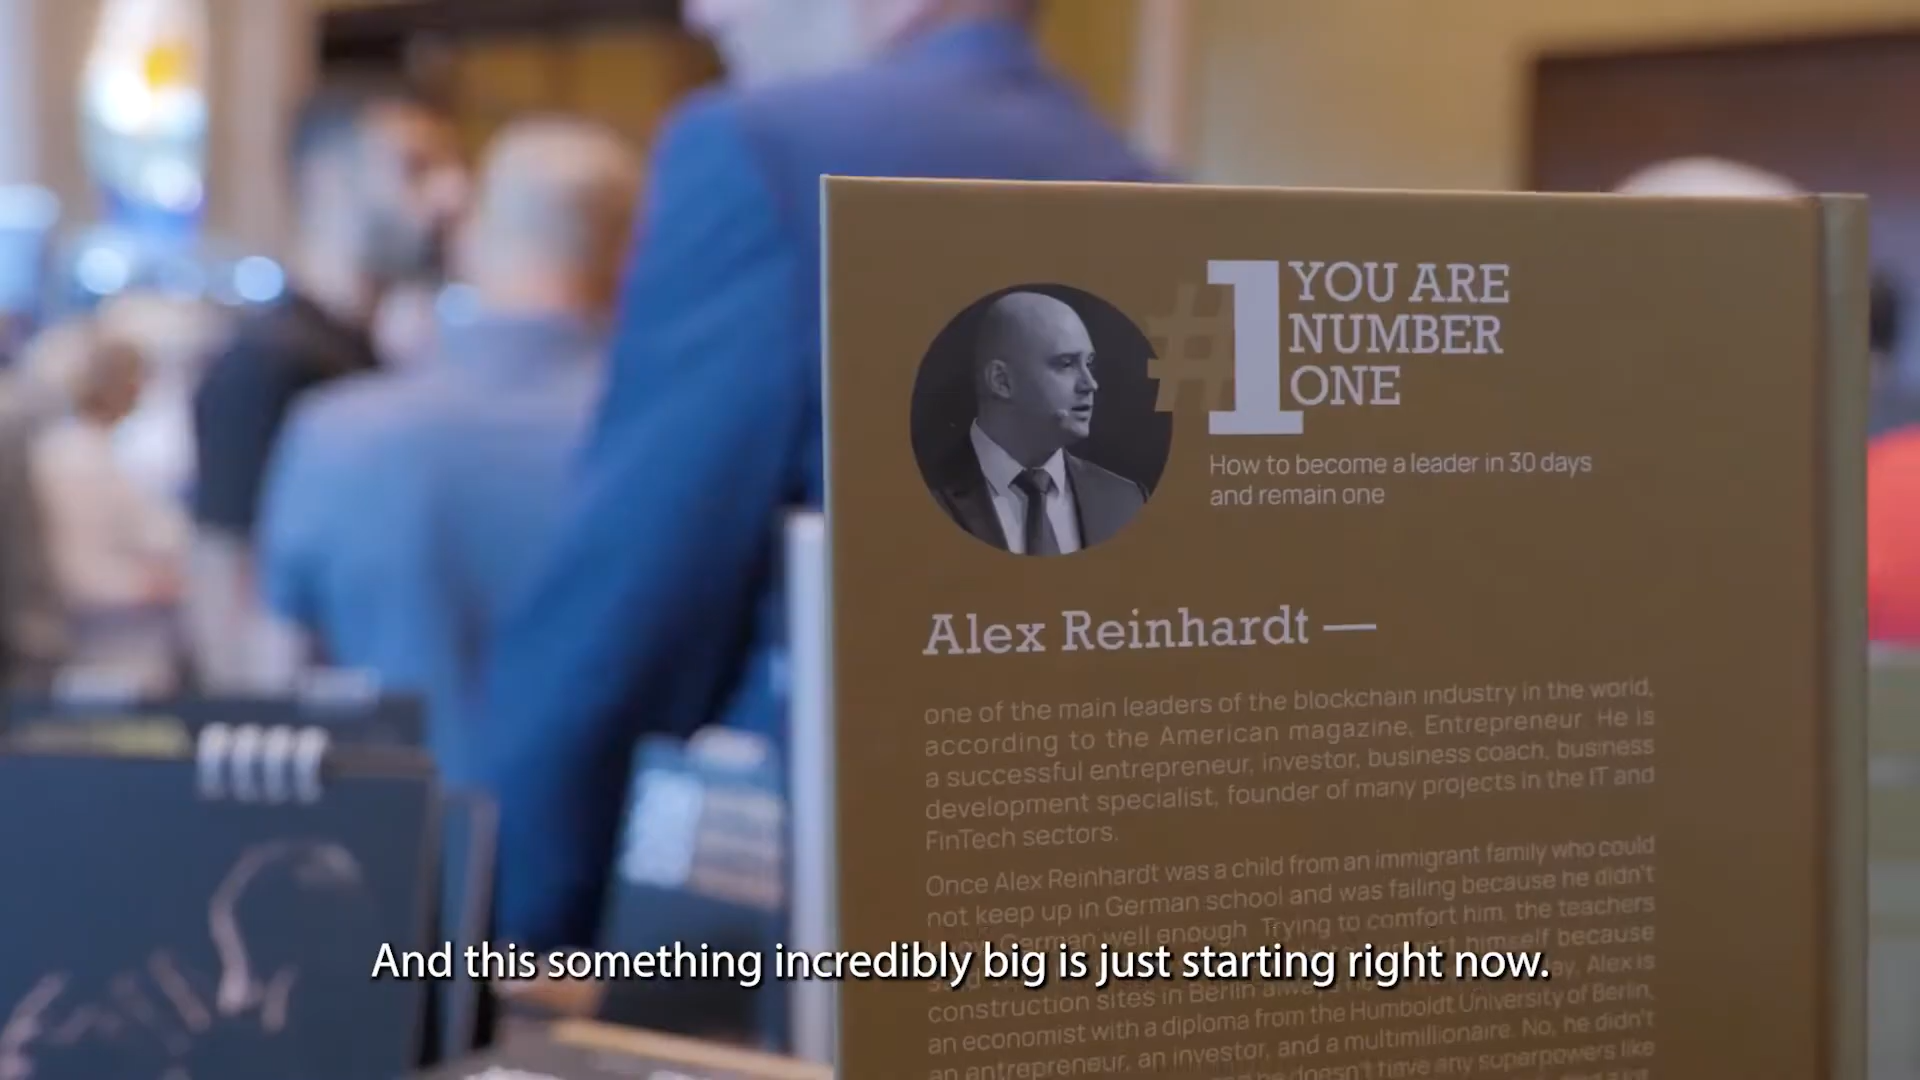 #1
YOU ARE
NUMBER
ONE
How to become a leader in 30 days
and remain one
Alex Reinhardt —
one of the main leaders of the blockchain industry in the world,
according to the American magazine, Entrepreneur. He is
a successful entrepreneur, investor, business coach, business
development specialist, founder of many projects in the IT and
FinTech sectors.
Once Alex Reinhardt was a child from an immigrant family who could
not keep up in German school and was failing because he didn't
German well enough. Trying to comfort him, the teachers
himself because
And this something incredibly big is just starting right now.
Alex is
construction sites in Berlin
an economist with a diploma from the Humboldt University of Berlin,
an entrepreneur, an investor, and a multimillionaire. No, he didn't
doesn't have any superpowers like